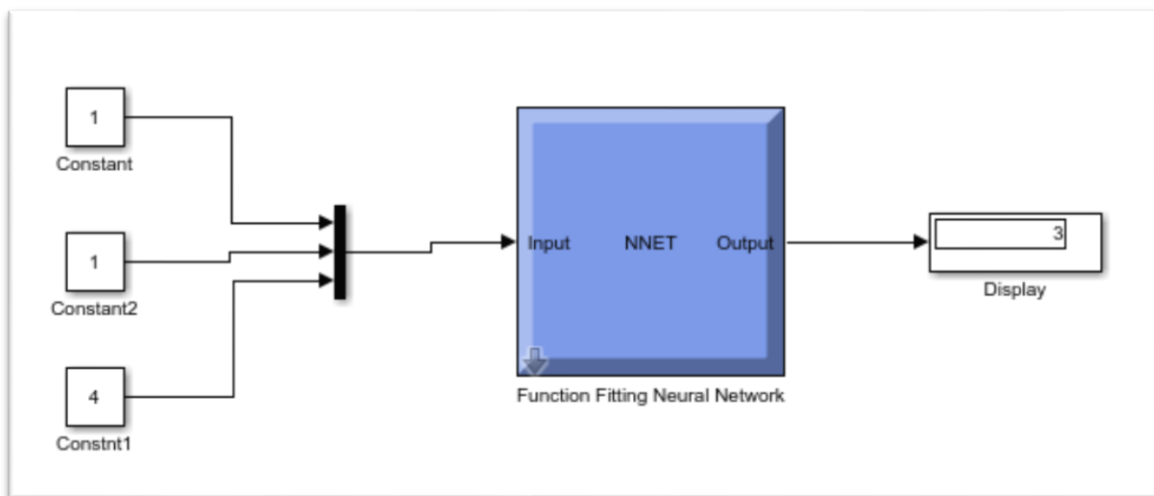 1
Constant
1
Constant2
4
Constnt1
Input NNET Output
Function Fitting Neural Network
3
Display